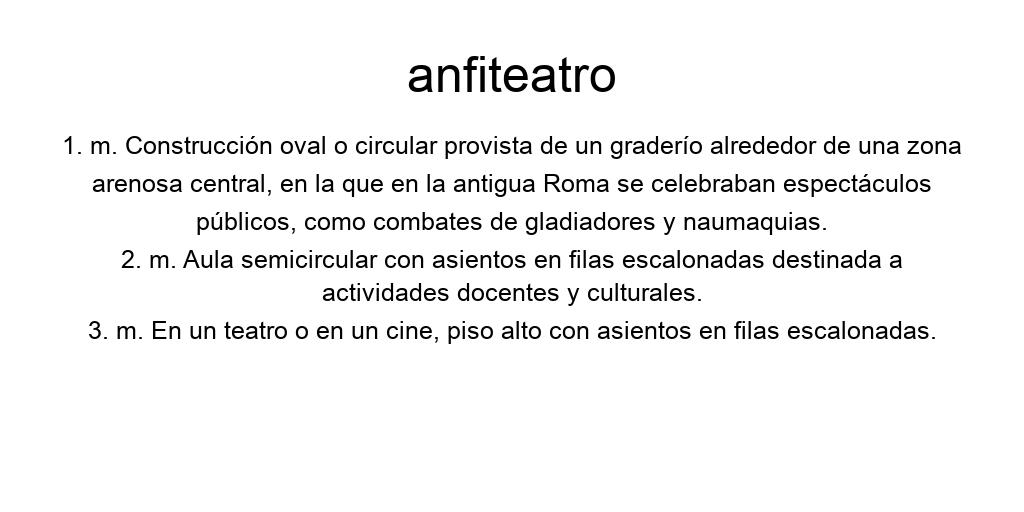 anfiteatro
1. m. Construcción oval o circular provista de un graderío alrededor de una zona
arenosa central, en la que en la antigua Roma se celebraban espectáculos
públicos, como combates de gladiadores y naumaquias.
2. m. Aula semicircular con asientos en filas escalonadas destinada a
actividades docentes y culturales.
3. m. En un teatro o en un cine, piso alto con asientos en filas escalonadas.